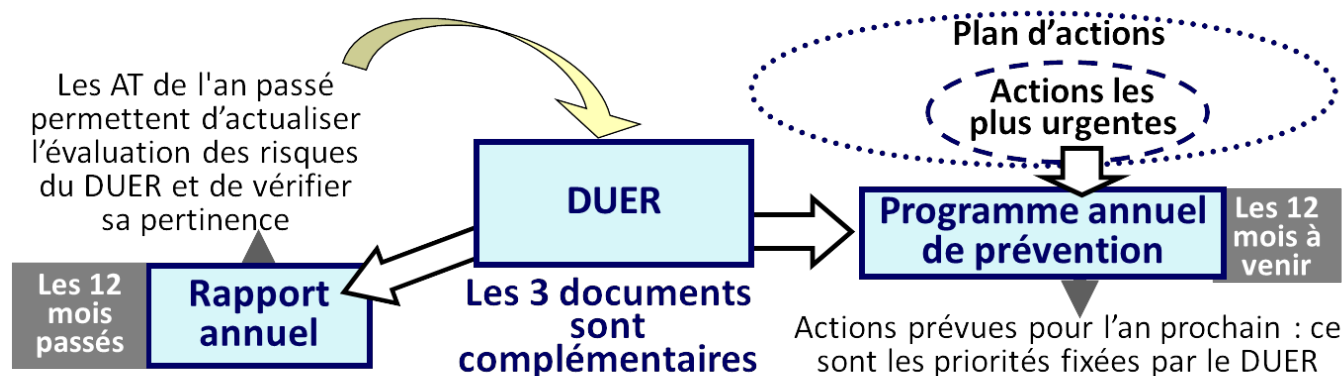 Les AT de l'an passé
permettent d’actualiser
l’évaluation des risques
du DUER et de vérifier
sa pertinence
Les 12
mois
passés
Rapport
annuel
DUER
Les 3 documents
sont
complémentaires
Plan d’actions
Actions les
plus urgentes
Programme annuel
de prévention
Les 12
mois à
venir
Actions prévues pour l’an prochain : ce
sont les priorités fixées par le DUER